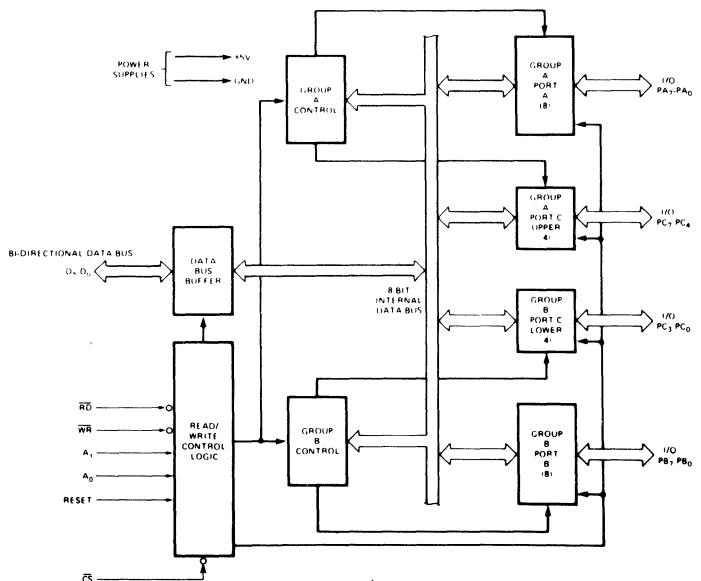 POWER
SUPPLIES
+5V
GND
GROUP
A
CONTROL
GROUP
A
PORT
A
(8)
I/O
PA7-PA0
GROUP
A
PORT C
UPPER
4)
I/O
PC7 PC4
BI-DIRECTIONAL DATA BUS
D7 D0
DATA
BUS
BUFFER
8 BIT
INTERNAL
DATA BUS
GROUP
B
PORT C
LOWER
4)
I/O
PC3 PC0
RD
WR
A1
A0
RESET
CS
READ/
WRITE
CONTROL
LOGIC
GROUP
B
CONTROL
GROUP
B
PORT
B
(8)
I/O
PB7 PB0